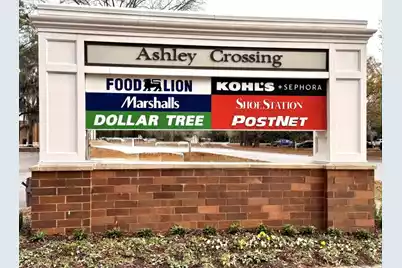 Ashley Crossing
FOOD LION KOHL'S + SEPHORA
Marshalls SHOE STATION
DOLLAR TREE POSTNET